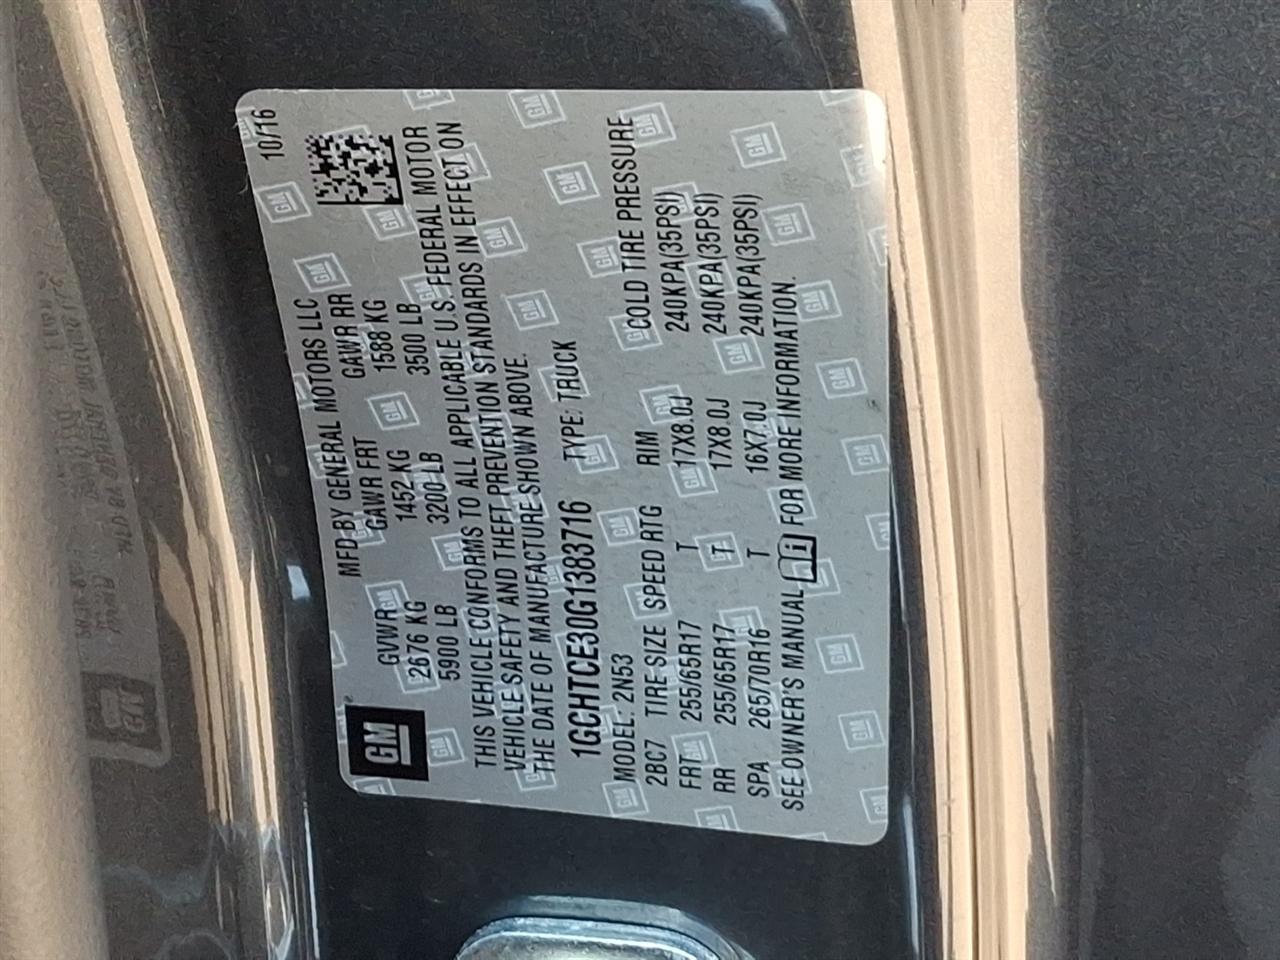 GM
MFD BY GENERAL MOTORS LLC 10/16
GVWR GAWR FRT GAWR RR
2676 KG 1452 KG 1588 KG
5900 LB 3200 LB 3500 LB
THIS VEHICLE CONFORMS TO ALL APPLICABLE U.S. FEDERAL MOTOR
VEHICLE SAFETY AND THEFT PREVENTION STANDARDS IN EFFECT ON
THE DATE OF MANUFACTURE SHOWN ABOVE.
1GCHTCE30G1383716 TYPE: TRUCK
MODEL: 2N53
2BC7 TIRE SIZE SPEED RTG RIM COLD TIRE PRESSURE
FRT 255/65R17 T 17X8.0J 240KPA(35PSI)
RR 255/65R17 T 17X8.0J 240KPA(35PSI)
SPA 265/70R16 T 16X7.0J 240KPA(35PSI)
SEE OWNER'S MANUAL i FOR MORE INFORMATION.